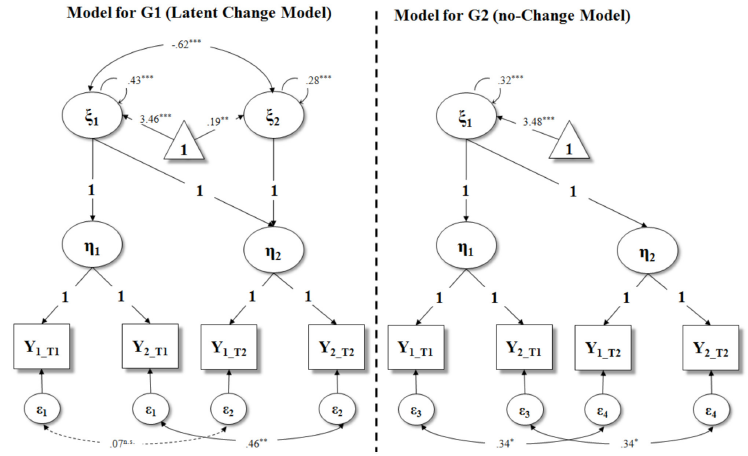 Model for G1 (Latent Change Model)
Model for G2 (no-Change Model)
-.62***
.43***
.28***
.32***
ξ1
3.46***
.19**
ξ2
1
ξ1
3.48***
1
1
1
1
1
1
η1
η2
η1
η2
1
1
1
1
1
1
1
1
Y1_T1
Y2_T1
Y1_T2
Y2_T2
Y1_T1
Y2_T1
Y1_T2
Y2_T2
ε1
ε1
ε2
ε2
ε3
ε3
ε4
ε4
.07n.s.
.46**
.34*
.34*